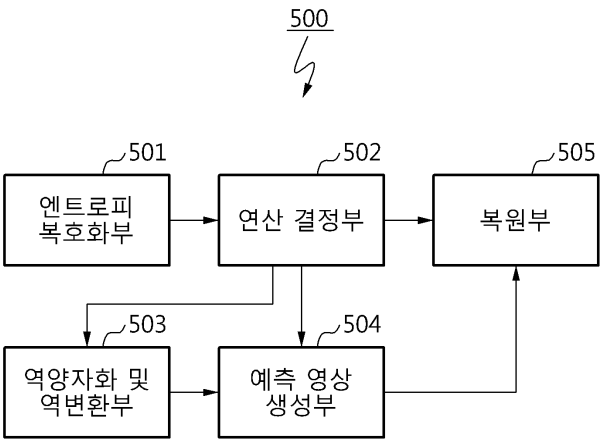 500
501
엔트로피
복호화부
502
연산 결정부
505
복원부
503
역양자화 및
역변환부
504
예측 영상
생성부